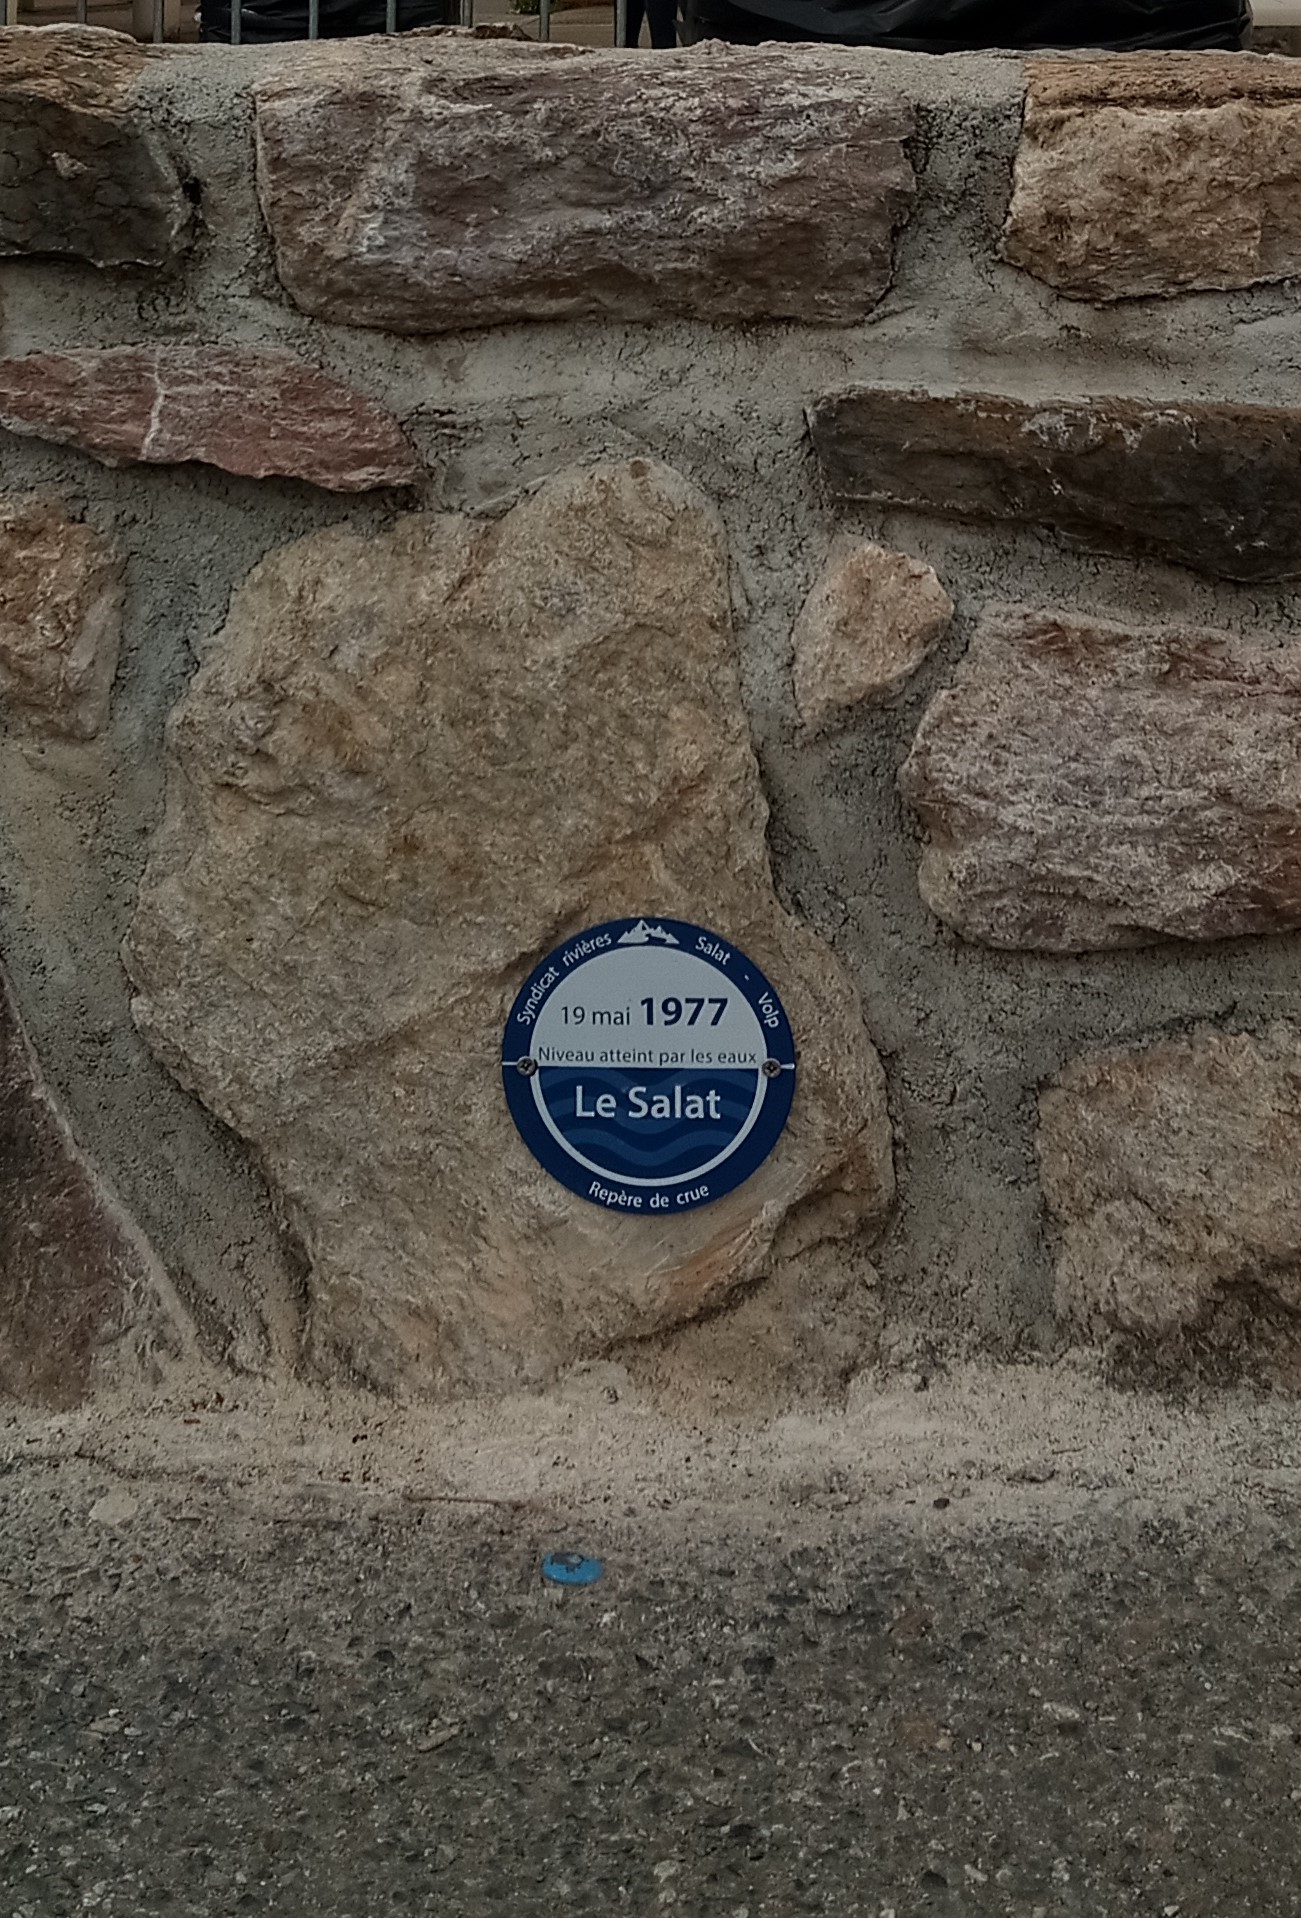 Syndicat rivières Salat - Volp
19 mai 1977
Niveau atteint par les eaux
Le Salat
Repère de crue